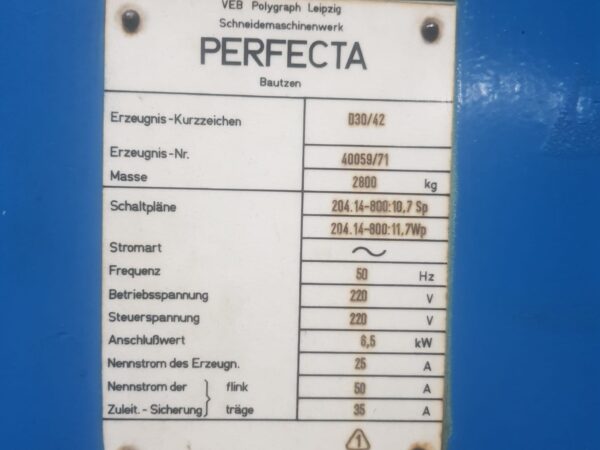 VEB Polygraph Leipzig
Schneidemaschinenwerk
PERFECTA
Bautzen
Erzeugnis-Kurzzeichen D30/42
Erzeugnis-Nr. 40059/71
Masse 2800 kg
Schaltpläne 204.14-800:10,7 Sp
204.14-800:11,7Wp
Stromart ~
Frequenz 50 Hz
Betriebsspannung 220 V
Steuerspannung 220 V
Anschlußwert 6,5 kW
Nennstrom des Erzeugn. 25 A
Nennstrom der } flink 50 A
Zuleit.-Sicherung } träge 35 A
1